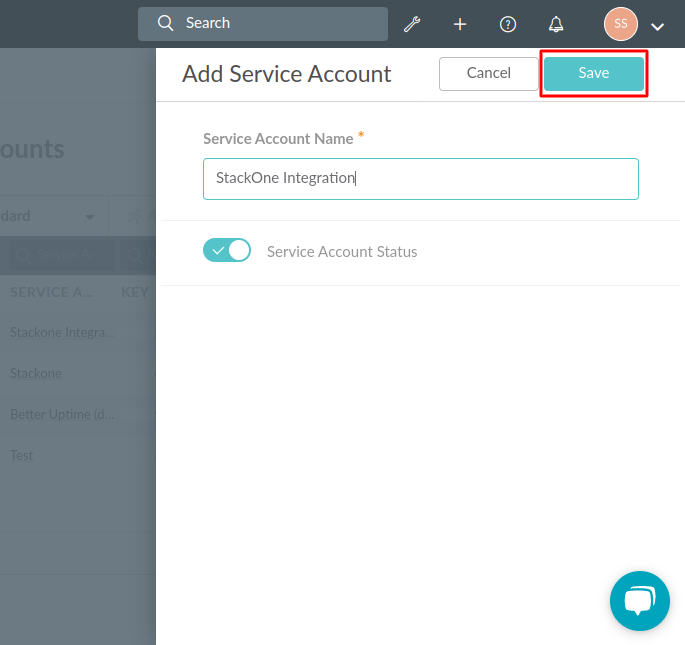 Search
SS
Add Service Account
Cancel
Save
Service Account Name *
StackOne Integration
Service Account Status
ounts
dard
SERVICE A... KEY
Stackone Integra...
Stackone
Better Uptime (d...
Test